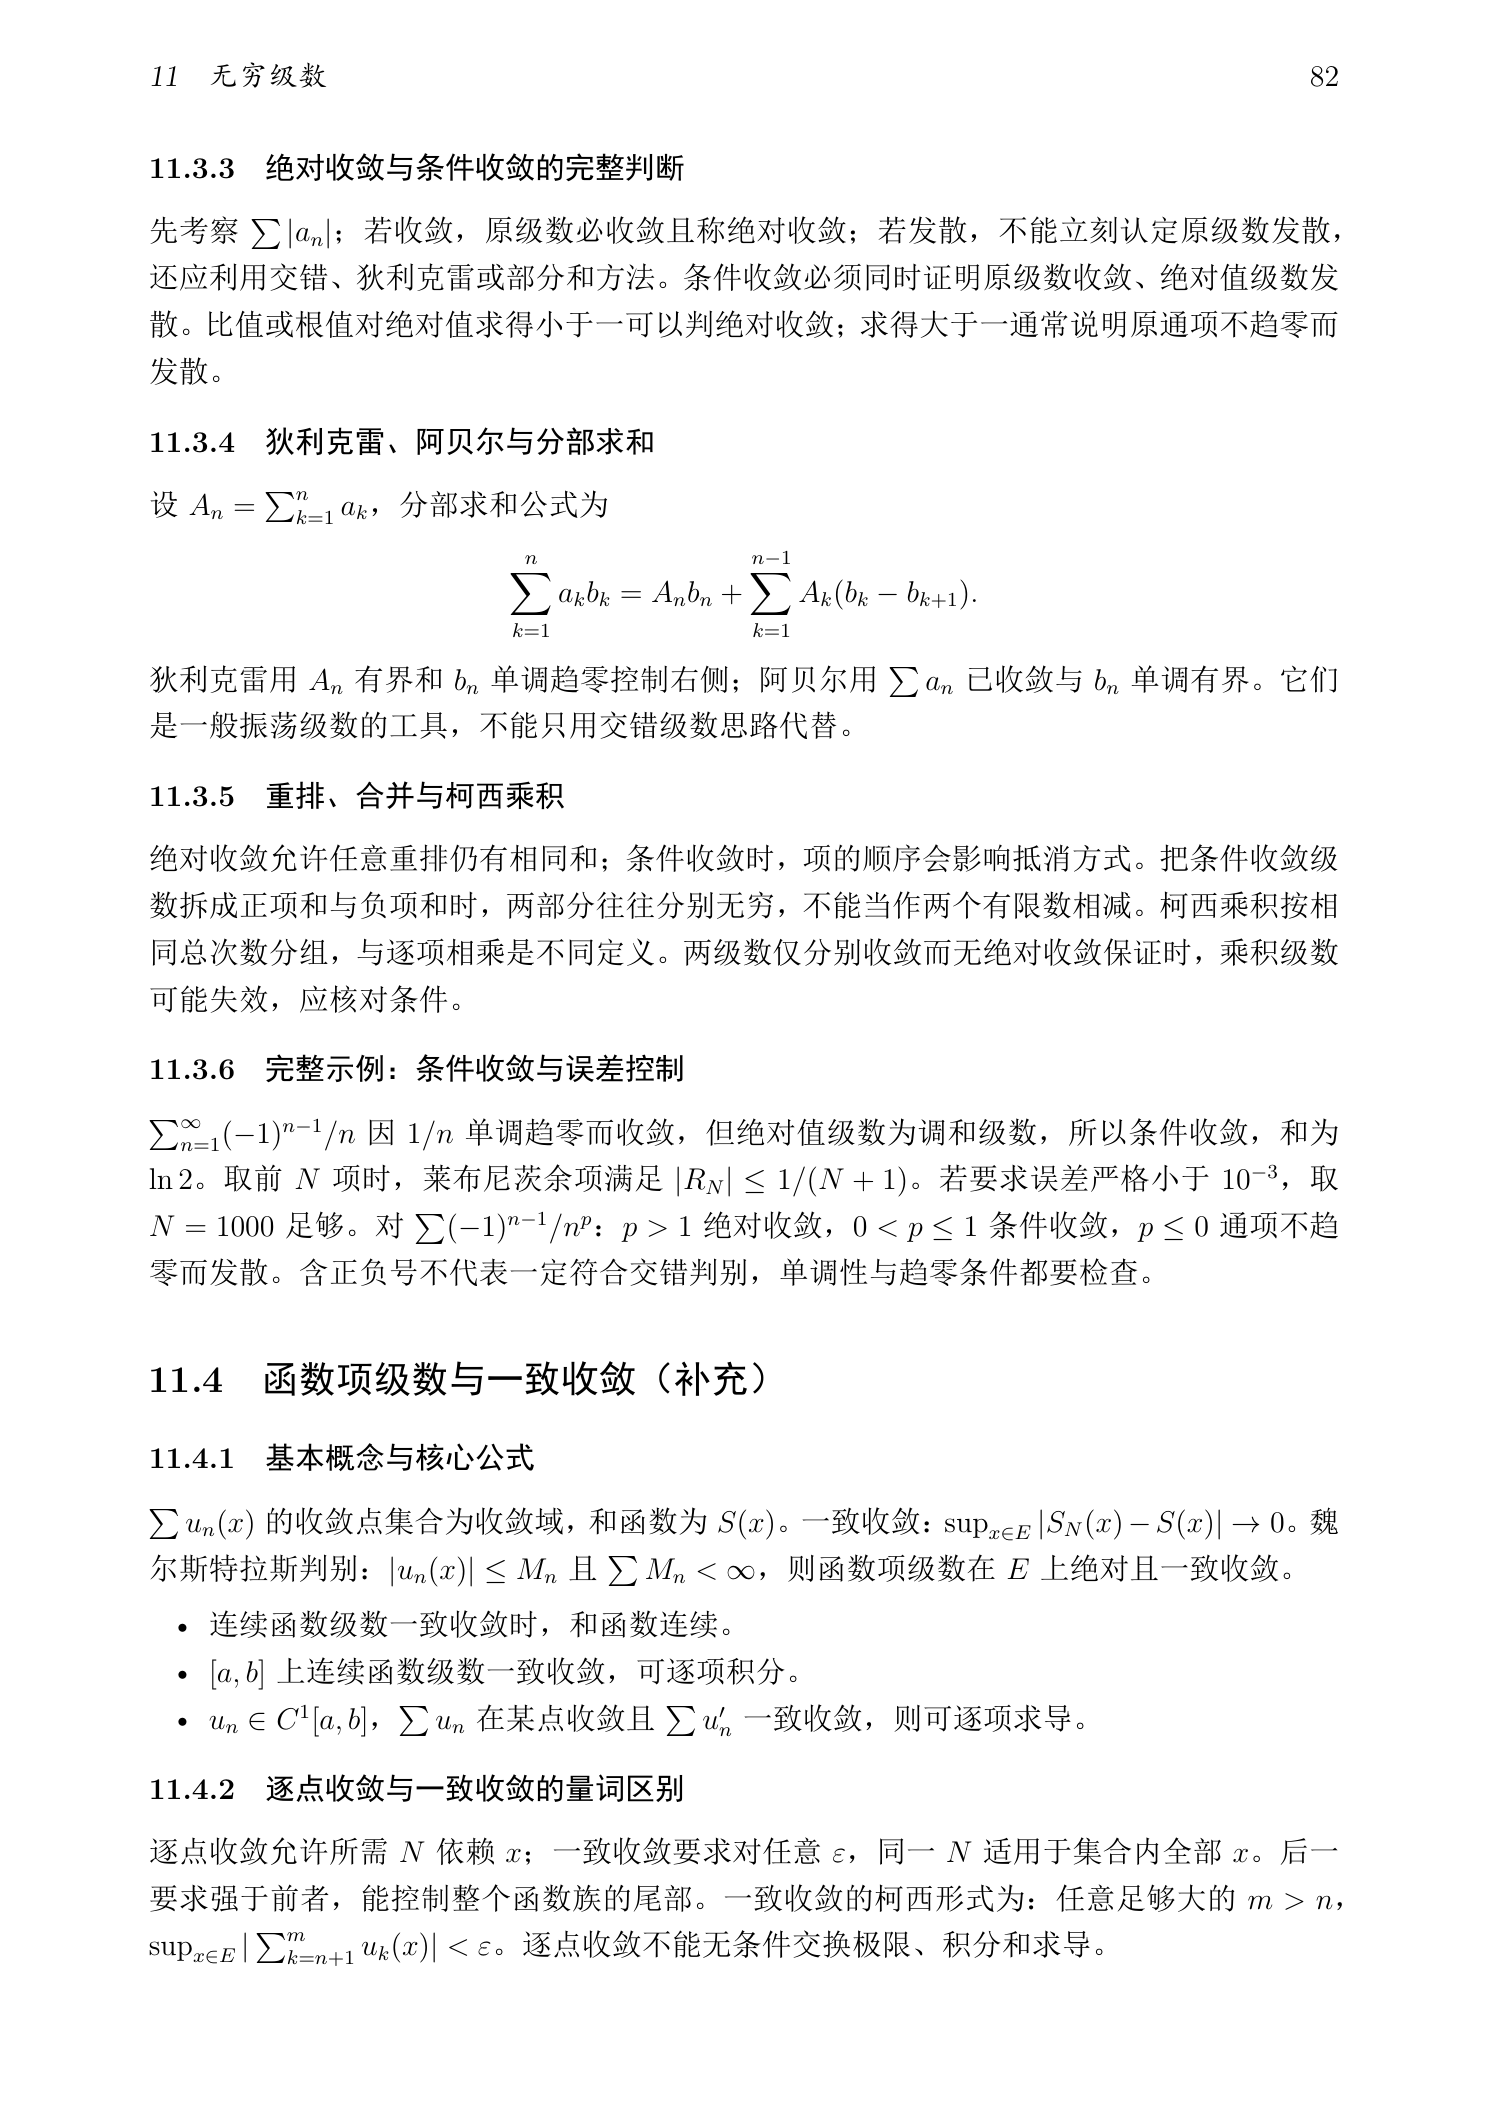 11 无穷级数 82
11.3.3 绝对收敛与条件收敛的完整判断
先考察 ∑|aₙ|；若收敛，原级数必收敛且称绝对收敛；若发散，不能立刻认定原级数发散，
还应利用交错、狄利克雷或部分和方法。条件收敛必须同时证明原级数收敛、绝对值级数发
散。比值或根值对绝对值求得小于一可以判绝对收敛；求得大于一通常说明原通项不趋零而
发散。
11.3.4 狄利克雷、阿贝尔与分部求和
设 Aₙ = ∑ₖ₌₁ⁿ aₖ，分部求和公式为
∑ₖ₌₁ⁿ aₖbₖ = Aₙbₙ + ∑ₖ₌₁ⁿ⁻¹ Aₖ(bₖ − bₖ₊₁).
狄利克雷用 Aₙ 有界和 bₙ 单调趋零控制右侧；阿贝尔用 ∑ aₙ 已收敛与 bₙ 单调有界。它们
是一般振荡级数的工具，不能只用交错级数思路代替。
11.3.5 重排、合并与柯西乘积
绝对收敛允许任意重排仍有相同和；条件收敛时，项的顺序会影响抵消方式。把条件收敛级
数拆成正项和与负项和时，两部分往往分别无穷，不能当作两个有限数相减。柯西乘积按相
同总次数分组，与逐项相乘是不同定义。两级数仅分别收敛而无绝对收敛保证时，乘积级数
可能失效，应核对条件。
11.3.6 完整示例：条件收敛与误差控制
∑ₙ₌₁^∞(−1)ⁿ⁻¹/n 因 1/n 单调趋零而收敛，但绝对值级数为调和级数，所以条件收敛，和为
ln 2。取前 N 项时，莱布尼茨余项满足 |R_N| ≤ 1/(N + 1)。若要求误差严格小于 10⁻³，取
N = 1000 足够。对 ∑(−1)ⁿ⁻¹/nᵖ：p > 1 绝对收敛，0 < p ≤ 1 条件收敛，p ≤ 0 通项不趋
零而发散。含正负号不代表一定符合交错判别，单调性与趋零条件都要检查。
11.4 函数项级数与一致收敛（补充）
11.4.1 基本概念与核心公式
∑ uₙ(x) 的收敛点集合为收敛域，和函数为 S(x)。一致收敛：sup_{x∈E} |S_N(x) − S(x)| → 0。魏
尔斯特拉斯判别：|uₙ(x)| ≤ Mₙ 且 ∑ Mₙ < ∞，则函数项级数在 E 上绝对且一致收敛。
• 连续函数级数一致收敛时，和函数连续。
• [a, b] 上连续函数级数一致收敛，可逐项积分。
• uₙ ∈ C¹[a, b]，∑ uₙ 在某点收敛且 ∑ u′ₙ 一致收敛，则可逐项求导。
11.4.2 逐点收敛与一致收敛的量词区别
逐点收敛允许所需 N 依赖 x；一致收敛要求对任意 ε，同一 N 适用于集合内全部 x。后一
要求强于前者，能控制整个函数族的尾部。一致收敛的柯西形式为：任意足够大的 m > n，
sup_{x∈E} | ∑ₖ₌ₙ₊₁ᵐ uₖ(x)| < ε。逐点收敛不能无条件交换极限、积分和求导。